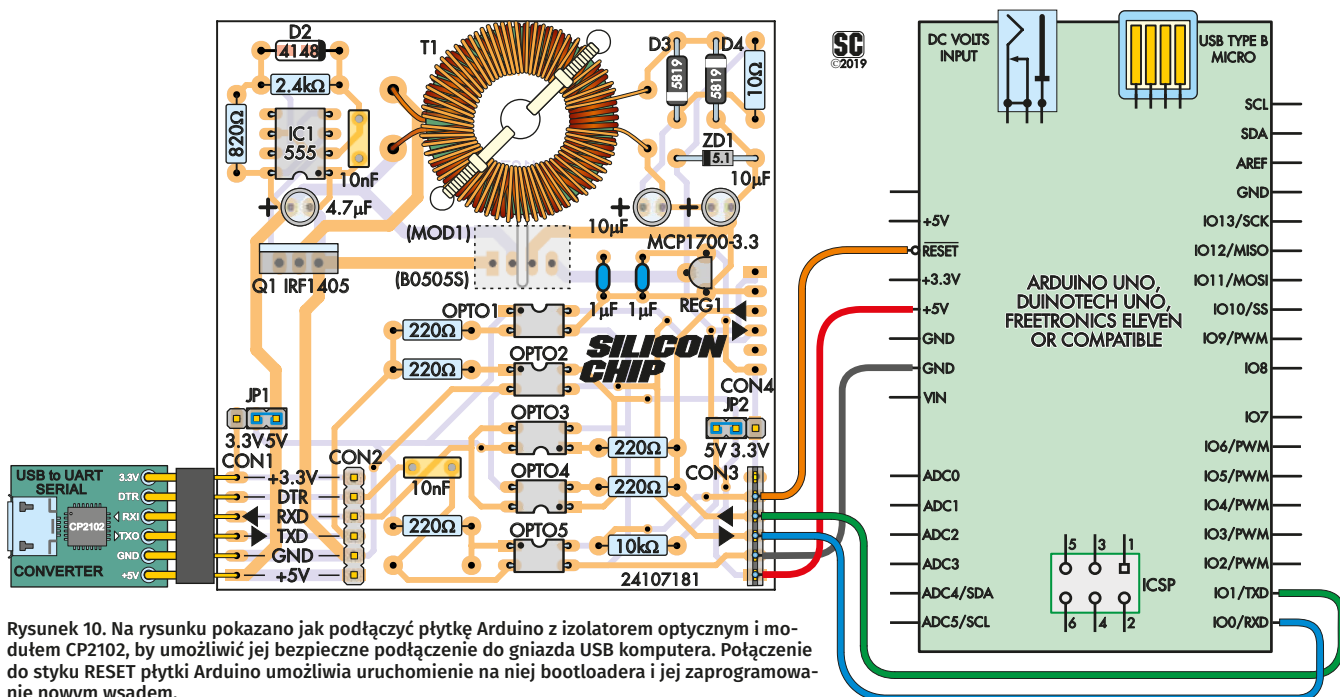 D2
4148
2.4kΩ
820Ω
IC1
555
10nF
+
4.7µF
Q1 IRF1405
T1
(MOD1)
(B0505S)
D3
D4
5819
5819
10Ω
ZD1
5.1
10µF
10µF
+
+
MCP1700-3.3
REG1
1µF
1µF
OPTO1
OPTO2
OPTO3
OPTO4
OPTO5
220Ω
220Ω
220Ω
220Ω
220Ω
10kΩ
10nF
SILICON
CHIP
CON4
JP2
5V 3.3V
CON3
24107181
JP1
3.3V 5V
CON1
CON2
+3.3V
DTR
RXD
TXD
GND
+5V
USB to UART
SERIAL
CP2102
CONVERTER
3.3V
DTR
RXI
TXO
GND
+5V
SC
©2019
DC VOLTS
INPUT
USB TYPE B
MICRO
+5V
RESET
+3.3V
+5V
GND
GND
VIN
ADC0
ADC1
ADC2
ADC3
ADC4/SDA
ADC5/SCL
ARDUINO UNO,
DUINOTECH UNO,
FREETRONICS ELEVEN
OR COMPATIBLE
SCL
SDA
AREF
GND
IO13/SCK
IO12/MISO
IO11/MOSI
IO10/SS
IO9/PWM
IO8
IO7
IO6/PWM
IO5/PWM
IO4/PWM
IO3/PWM
IO2/PWM
IO1/TXD
IO0/RXD
5 3 1
ICSP
6 4 2
Rysunek 10. Na rysunku pokazano jak podłączyć płytkę Arduino z izolatorem optycznym i mo-
dułem CP2102, by umożliwić jej bezpieczne podłączenie do gniazda USB komputera. Połączenie
do styku RESET płytki Arduino umożliwia uruchomienie na niej bootloadera i jej zaprogramowa-
nie nowym wsadem.